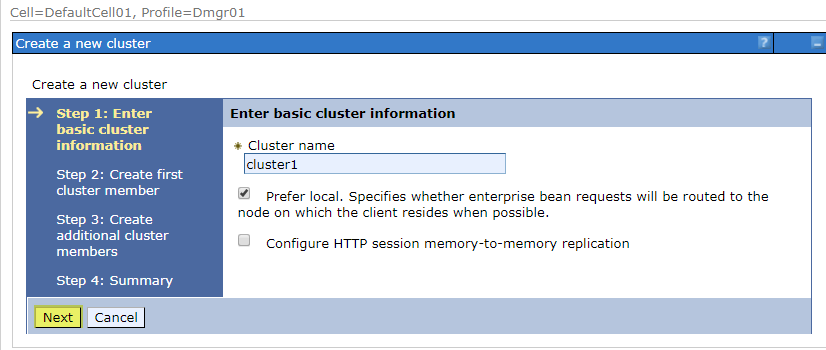 Cell=DefaultCell01, Profile=Dmgr01
Create a new cluster
?
Create a new cluster
Step 1: Enter
basic cluster
information
Step 2: Create first
cluster member
Step 3: Create
additional cluster
members
Step 4: Summary
Enter basic cluster information
Cluster name
cluster1
Prefer local. Specifies whether enterprise bean requests will be routed to the
node on which the client resides when possible.
Configure HTTP session memory-to-memory replication
Next
Cancel